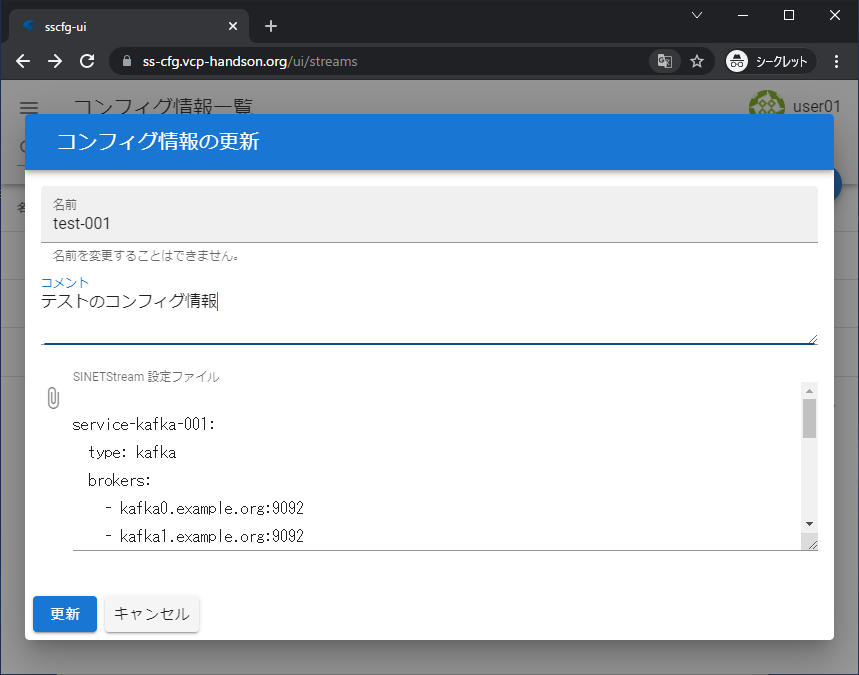 sscfg-ui
ss-cfg.vcp-handson.org/ui/streams
シークレット
コンフィグ情報一覧
user01
コンフィグ情報の更新
名前
test-001
名前を変更することはできません。
コメント
テストのコンフィグ情報
SINETStream 設定ファイル
service-kafka-001:
type: kafka
brokers:
- kafka0.example.org:9092
- kafka1.example.org:9092
更新
キャンセル